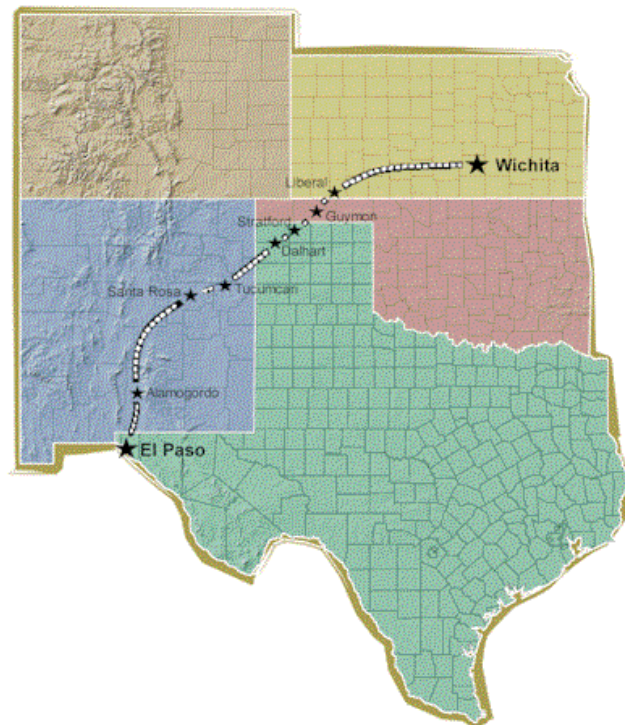 Wichita
Liberal
Guymon
Stratford
Dalhart
Tucumcari
Santa Rosa
Alamogordo
El Paso